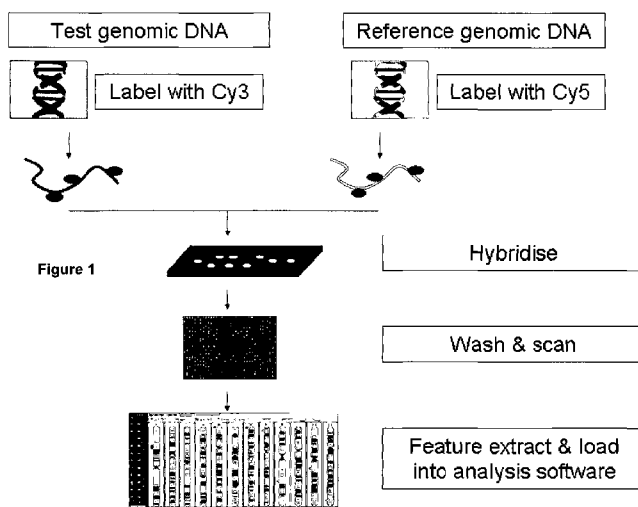 Test genomic DNA
Reference genomic DNA
Label with Cy3
Label with Cy5
Figure 1
Hybridise
Wash & scan
Feature extract & load
into analysis software